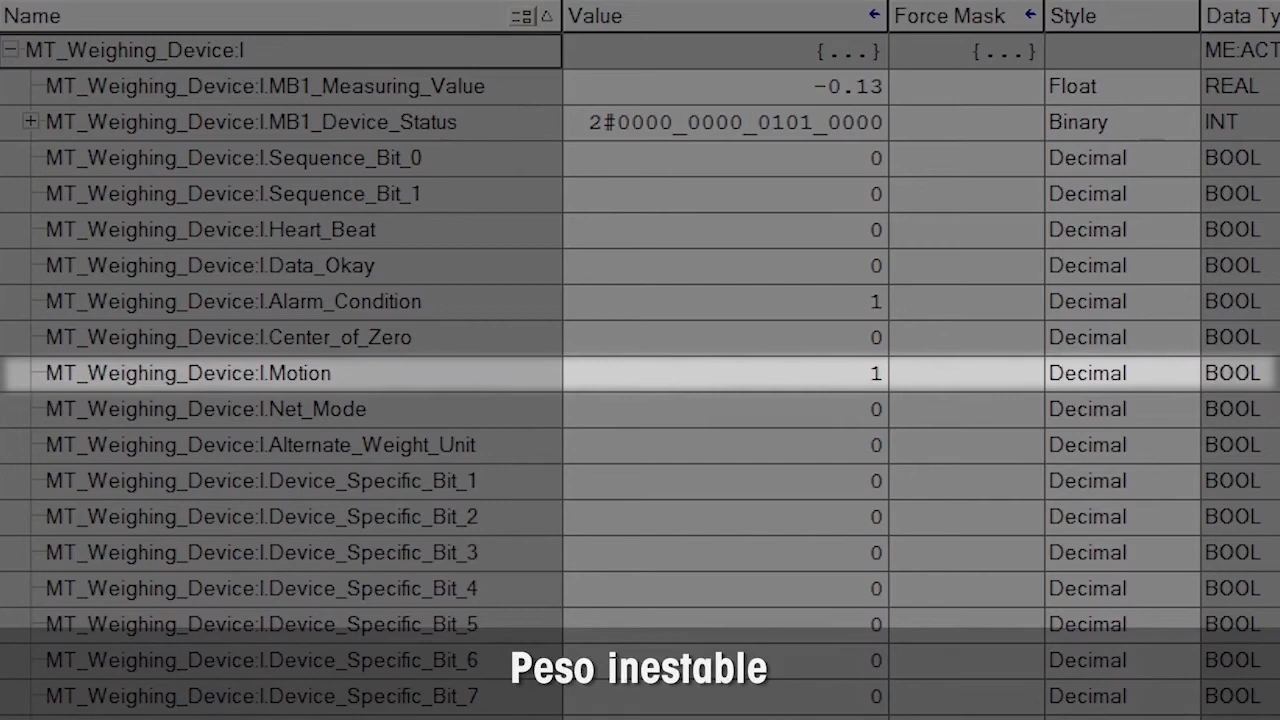 Name Value Force Mask Style Data Ty
MT_Weighing_Device:I {...} {...} ME:ACT
MT_Weighing_Device:I.MB1_Measuring_Value -0.13 Float REAL
MT_Weighing_Device:I.MB1_Device_Status 2#0000_0000_0101_0000 Binary INT
MT_Weighing_Device:I.Sequence_Bit_0 0 Decimal BOOL
MT_Weighing_Device:I.Sequence_Bit_1 0 Decimal BOOL
MT_Weighing_Device:I.Heart_Beat 0 Decimal BOOL
MT_Weighing_Device:I.Data_Okay 0 Decimal BOOL
MT_Weighing_Device:I.Alarm_Condition 1 Decimal BOOL
MT_Weighing_Device:I.Center_of_Zero 0 Decimal BOOL
MT_Weighing_Device:I.Motion 1 Decimal BOOL
MT_Weighing_Device:I.Net_Mode 0 Decimal BOOL
MT_Weighing_Device:I.Alternate_Weight_Unit 0 Decimal BOOL
MT_Weighing_Device:I.Device_Specific_Bit_1 0 Decimal BOOL
MT_Weighing_Device:I.Device_Specific_Bit_2 0 Decimal BOOL
MT_Weighing_Device:I.Device_Specific_Bit_3 0 Decimal BOOL
MT_Weighing_Device:I.Device_Specific_Bit_4 0 Decimal BOOL
MT_Weighing_Device:I.Device_Specific_Bit_5 0 Decimal BOOL
MT_Weighing_Device:I.Device_Specific_Bit_6 0 Decimal BOOL
MT_Weighing_Device:I.Device_Specific_Bit_7 0 Decimal BOOL
Peso inestable